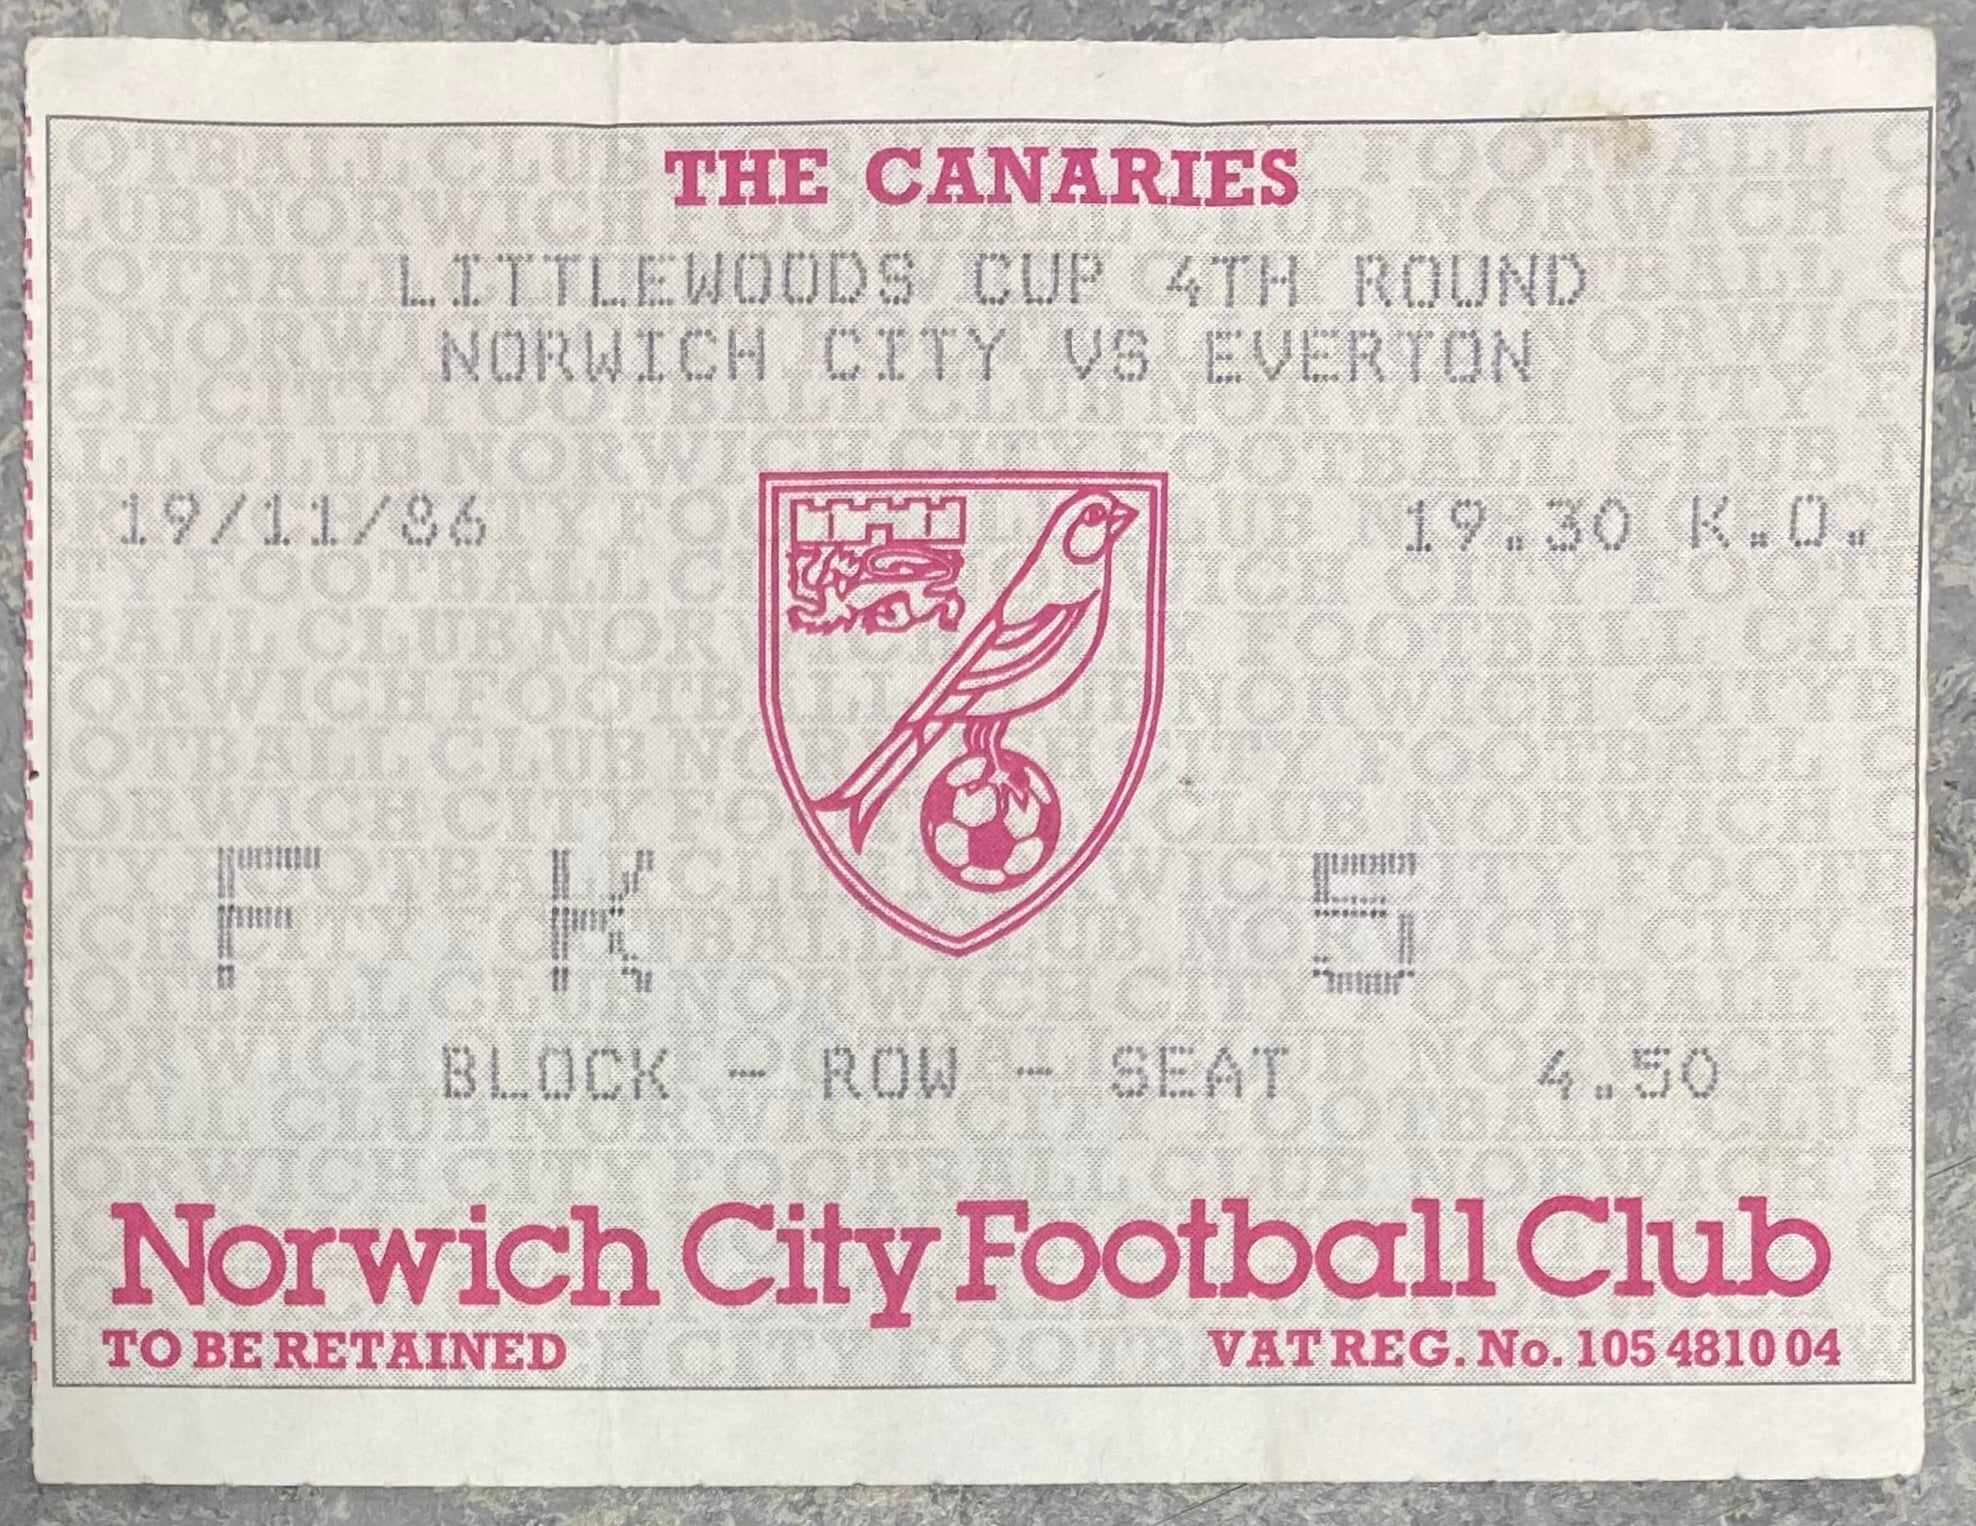 THE CANARIES
LITTLEWOODS CUP 4TH ROUND
NORWICH CITY VS EVERTON
19/11/86 19.30 K.O.
F K 5
BLOCK - ROW - SEAT 4.50
Norwich City Football Club
TO BE RETAINED VAT REG. No. 105 4810 04